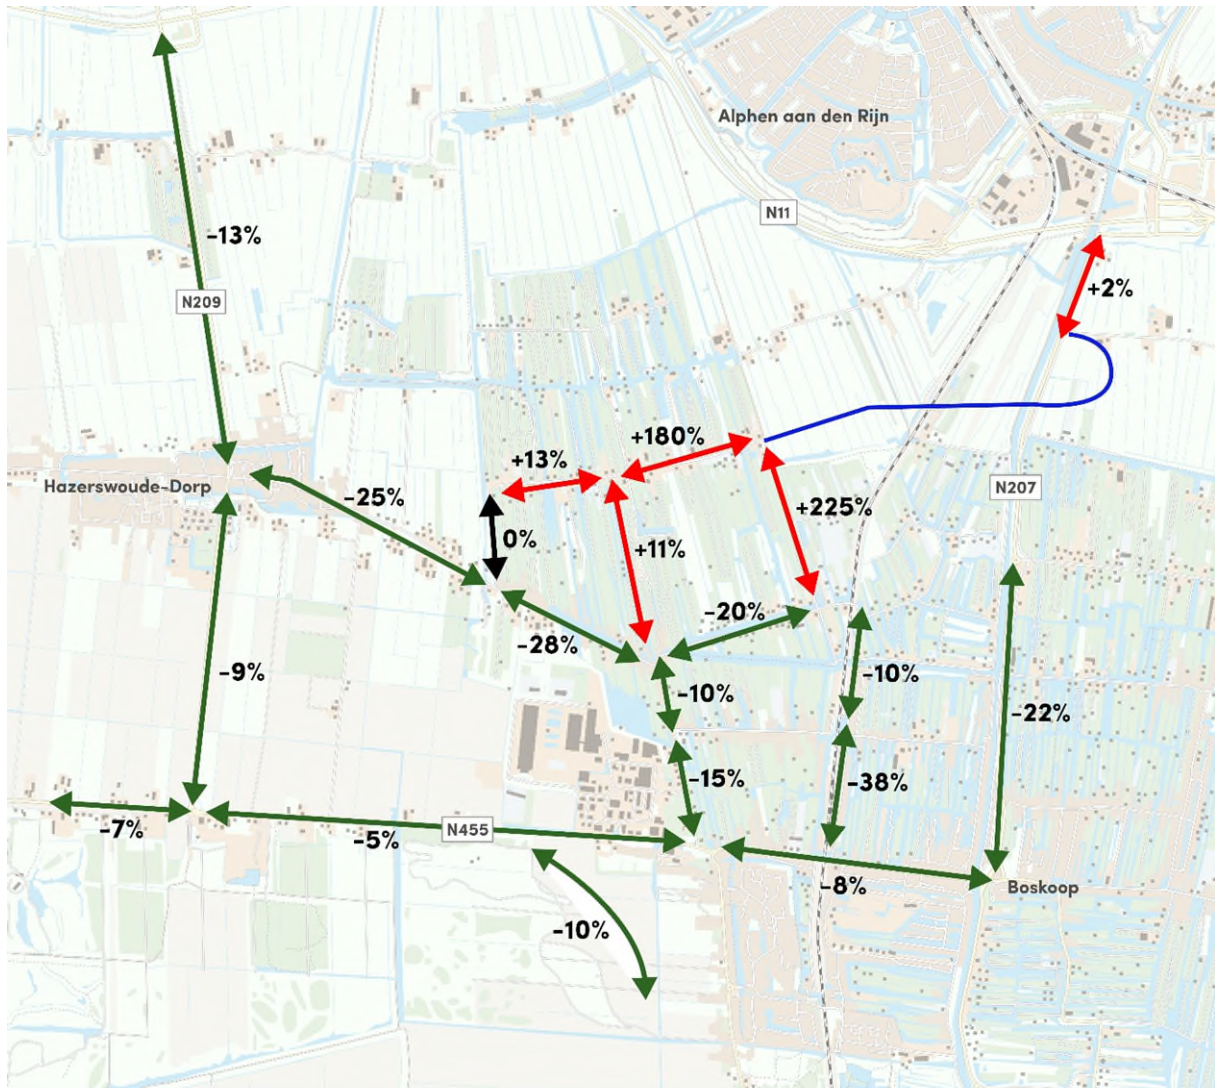 Alphen aan den Rijn
N11
-13%
+2%
N209
+180%
+13%
Hazerswoude-Dorp
-25%
N207
+225%
0%
+11%
-20%
-28%
-9%
-10%
-10%
-22%
-15%
-38%
-7%
-5%
N455
-8%
Boskoop
-10%